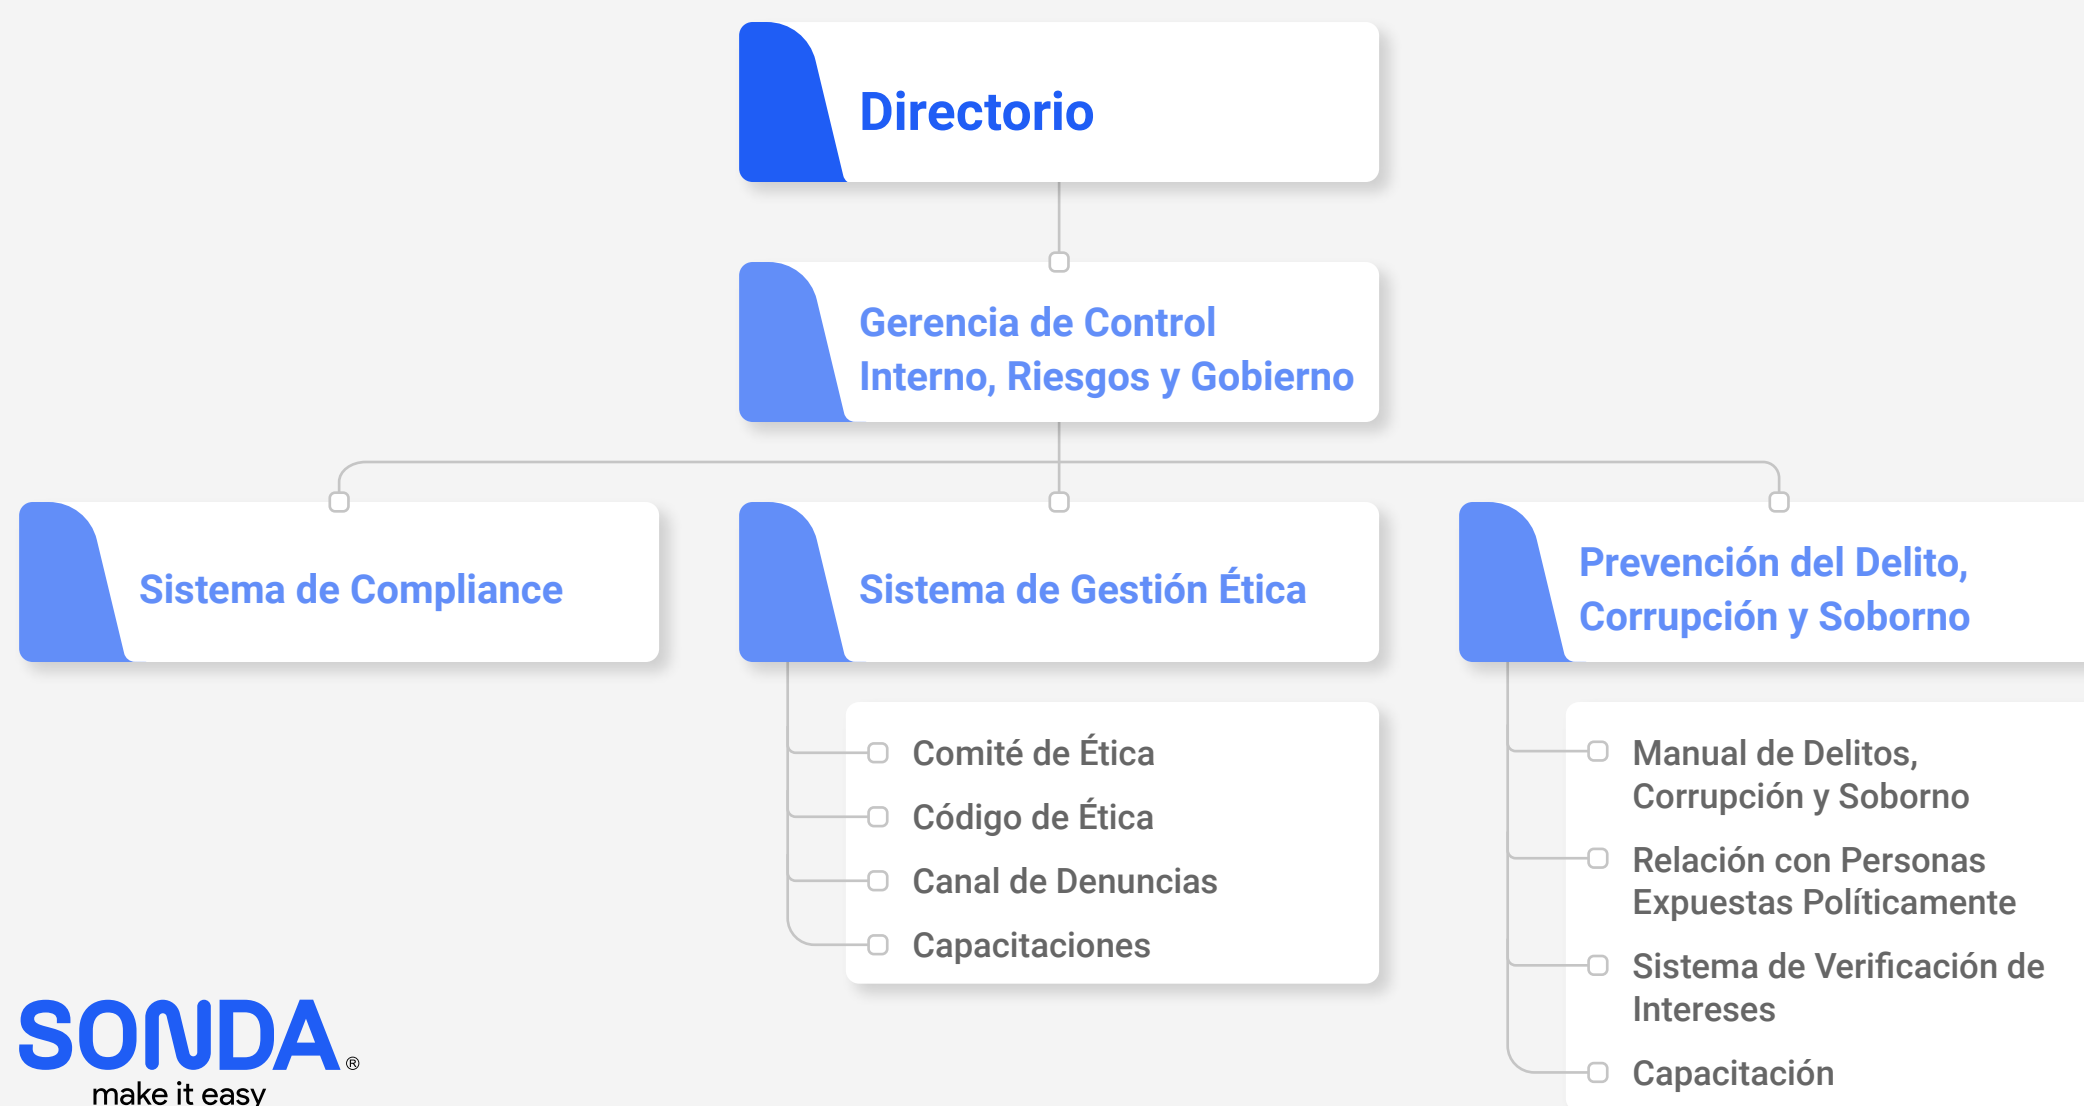 Directorio
Gerencia de Control
Interno, Riesgos y Gobierno
Sistema de Compliance
Sistema de Gestión Ética
Comité de Ética
Código de Ética
Canal de Denuncias
Capacitaciones
Prevención del Delito,
Corrupción y Soborno
Manual de Delitos,
Corrupción y Soborno
Relación con Personas
Expuestas Políticamente
Sistema de Verificación de
Intereses
Capacitación
SONDA®
make it easy